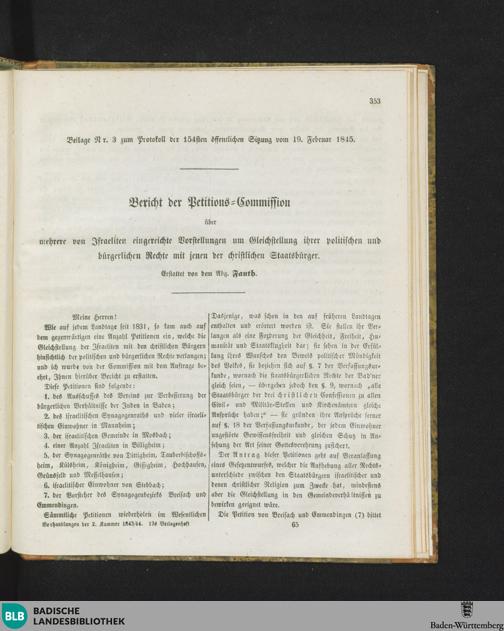 353
Beilage Nr. 3 zum Protokoll der 154sten öffentlichen Sitzung vom 19. Februar 1845.
Bericht der Petitions-Commission
über
mehrere von Israeliten eingereichte Vorstellungen um Gleichstellung ihrer politischen und
bürgerlichen Rechte mit jenen der christlichen Staatsbürger.
Erstattet von dem Abg. Fauth.
Meine Herren!
Wie auf jedem Landtage seit 1831, so kam auch auf
dem gegenwärtigen eine Anzahl Petitionen ein, welche die
Gleichstellung der Israeliten mit den christlichen Bürgern
hinsichtlich der politischen und bürgerlichen Rechte verlangen;
und ich wurde von der Commission mit dem Auftrage be-
ehrt, Ihnen hierüber Bericht zu erstatten.
Diese Petitionen sind folgende:
1. des Ausschusses des Vereins zur Verbesserung der
bürgerlichen Verhältnisse der Juden in Baden;
2. des israelitischen Synagogenraths und vieler israeli-
tischen Einwohner in Mannheim;
3. der israelitischen Gemeinde in Mosbach;
4. einer Anzahl Israeliten in Billigheim;
5. der Synagogenräthe von Dittigheim, Tauberbischofs-
heim, Külsheim, Königheim, Gissigheim, Hochhausen,
Grünsfeld und Messelhausen;
6. israelitischer Einwohner von Eterbach;
7. der Vorsteher des Synagogenbezirks Breisach und
Emmendingen.
Sämmtliche Petitionen wiederholen im Wesentlichen
Verhandlungen der 2. Kammer 1843/44. 17s Beilagenheft
Dasjenige, was schon in den auf früheren Landtagen
enthalten und erörtert worden ist. Sie stellen ihr Ver-
langen als eine Forderung der Gleichheit, Freiheit, Hu-
manität und Staatsklugheit dar; sie sehen in der Erfül-
lung ihres Wunsches den Beweis politischer Mündigkeit
des Volks, sie beziehen sich auf §. 7 der Verfassungsur-
kunde, wornach die staatsbürgerlichen Rechte der Badner
gleich seien, — übergehen jedoch den §. 9, wornach „alle
Staatsbürger der drei christlichen Confessionen zu allen
Civil- und Militär-Stellen und Kirchenämtern gleiche
Ansprüche haben;" — sie gründen ihre Ansprüche ferner
auf §. 18 der Verfassungsurkunde, der jedem Einwohner
ungestörte Gewissensfreiheit und gleichen Schutz in An-
sehung der Art seiner Gottesverehrung zusichert.
Der Antrag dieser Petitionen geht auf Veranlassung
eines Gesetzentwurfes, welcher die Aufhebung aller Rechts-
unterschiede zwischen den Staatsbürgern israelitischer und
denen christlicher Religion zum Zwecke hat, mindestens
aber die Gleichstellung in den Gemeindeverhältnissen zu
bewirken geeignet wäre.
Die Petition von Breisach und Emmendingen (7) bittet
65
BLB
BADISCHE
LANDESBIBLIOTHEK
Baden-Württemberg